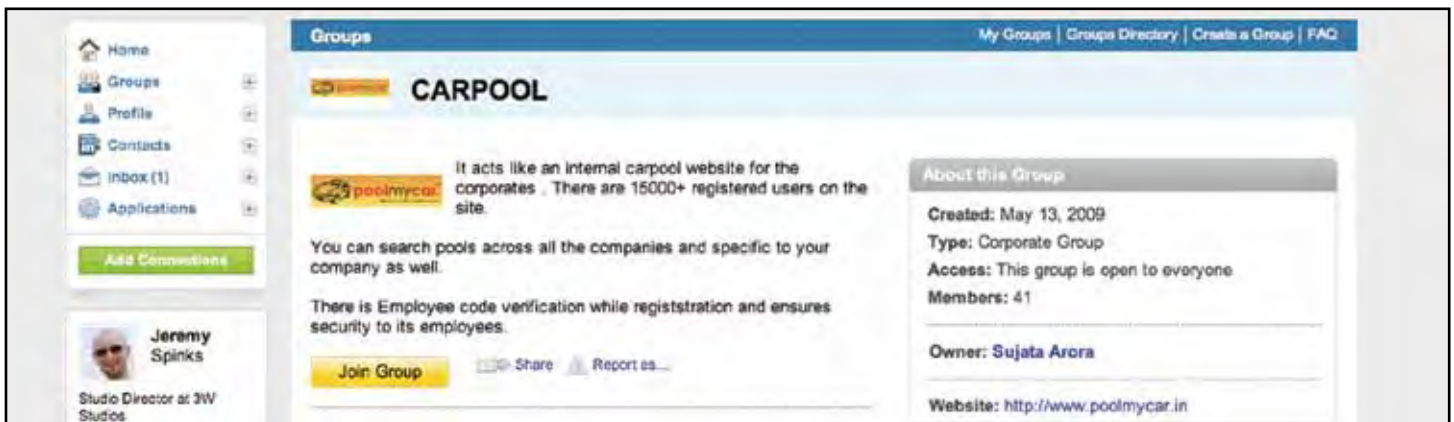 Home
Groups
Profile
Contacts
Inbox (1)
Applications
Add Connections
Jeremy
Spinks
Studio Director at 3W
Studios
Groups
My Groups | Groups Directory | Create a Group | FAQ
CARPOOL
poolmycar
It acts like an internal carpool website for the
corporates . There are 15000+ registered users on the
site.
You can search pools across all the companies and specific to your
company as well.
There is Employee code verification while registstration and ensures
security to its employees.
Join Group
Share
Report as...
About this Group
Created: May 13, 2009
Type: Corporate Group
Access: This group is open to everyone
Members: 41
Owner: Sujata Arora
Website: http://www.poolmycar.in